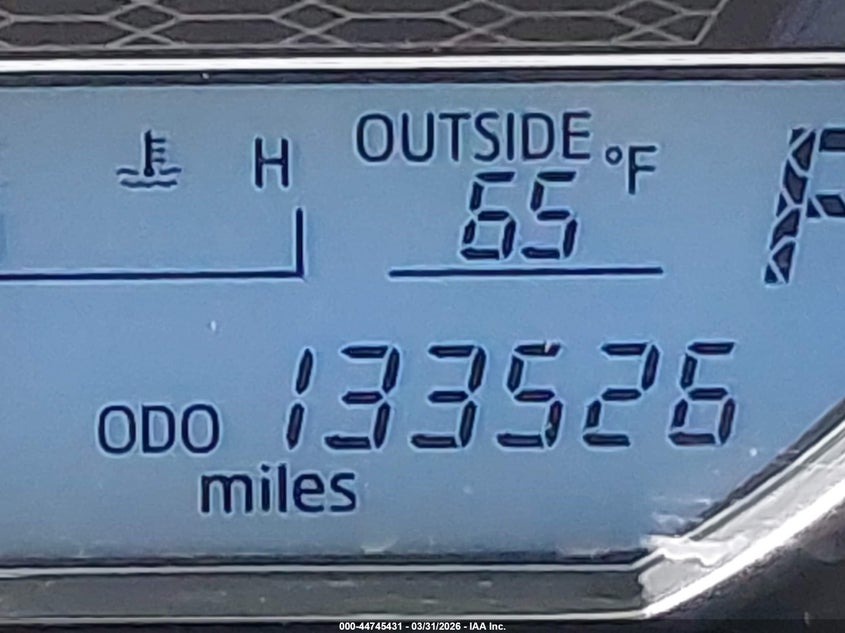 H
OUTSIDE °F
65
ODO 133526
miles
000-44745431 - 03/31/2026 - IAA Inc.